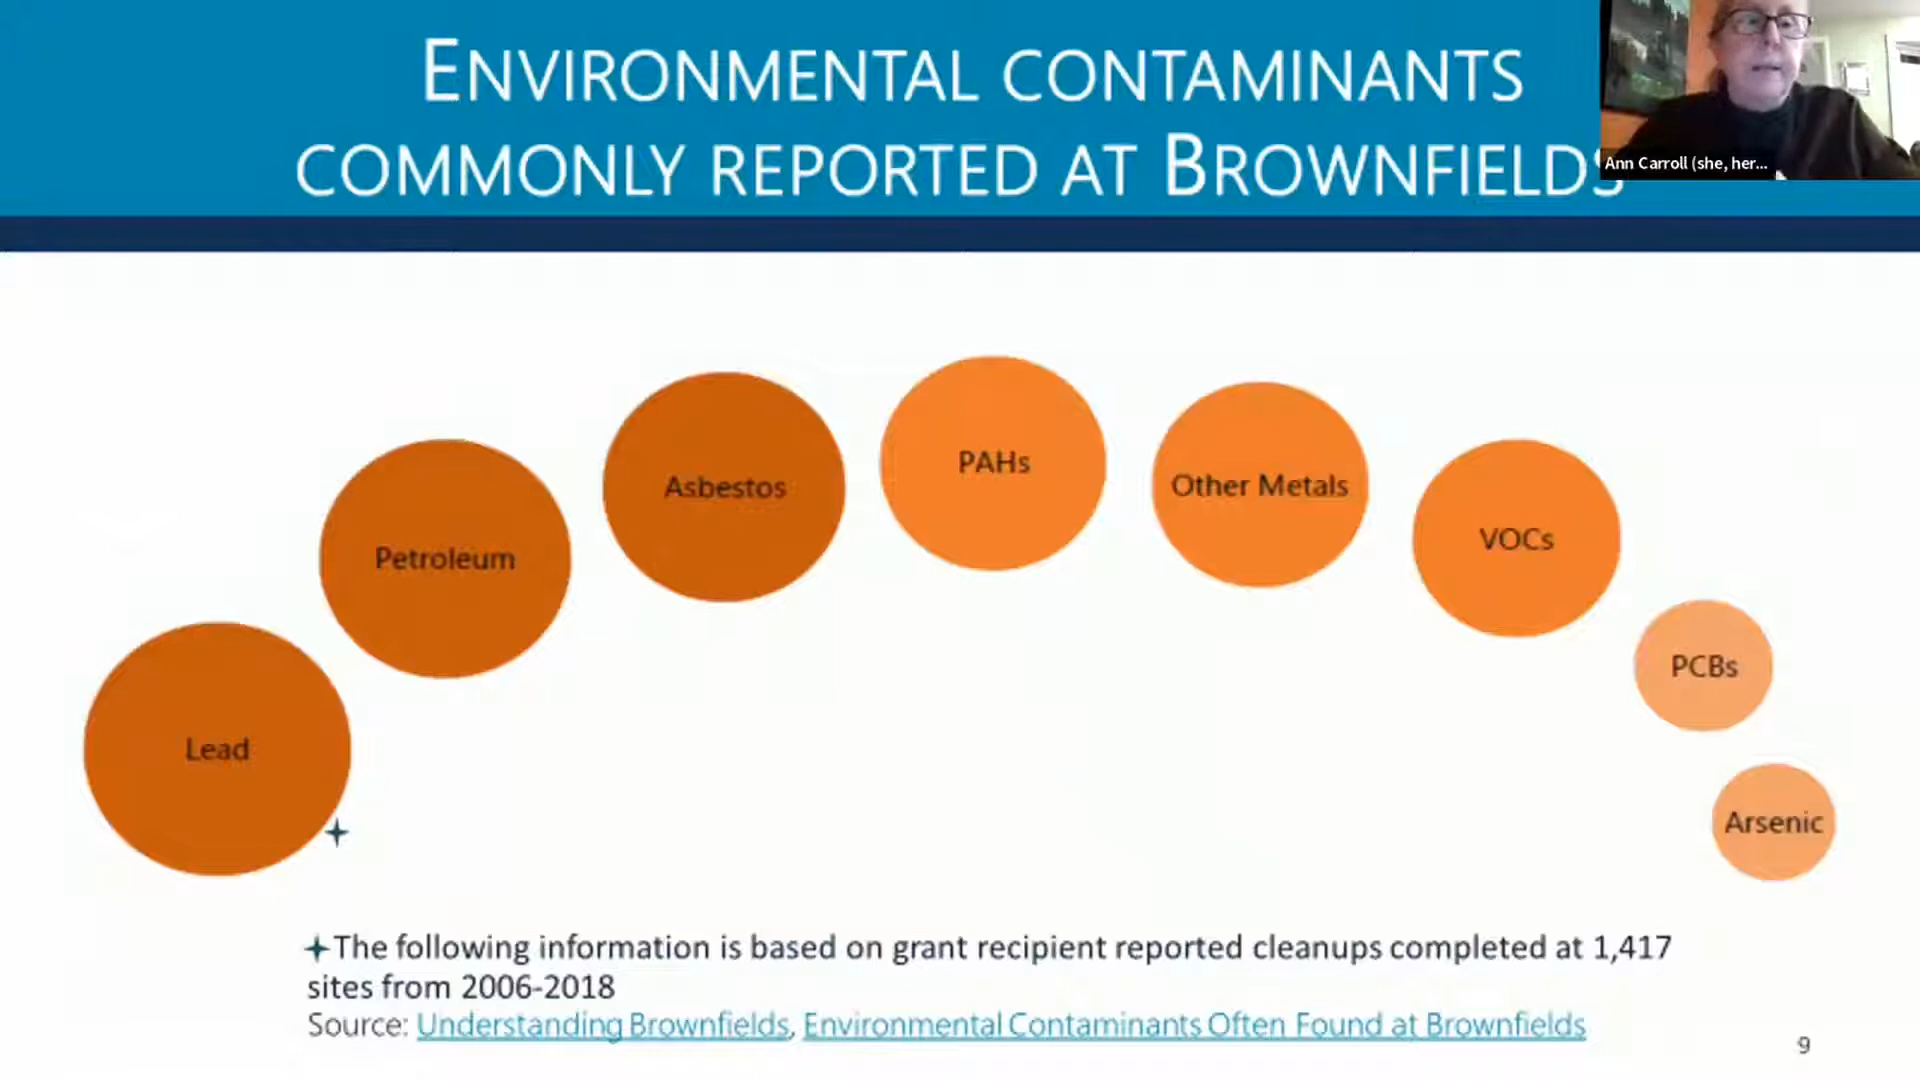 ENVIRONMENTAL CONTAMINANTS
COMMONLY REPORTED AT BROWNFIELDS
Ann Carroll (she, her...
PAHs
Asbestos
Other Metals
VOCs
Petroleum
PCBs
Lead
Arsenic
The following information is based on grant recipient reported cleanups completed at 1,417
sites from 2006-2018
Source: Understanding Brownfields, Environmental Contaminants Often Found at Brownfields
9